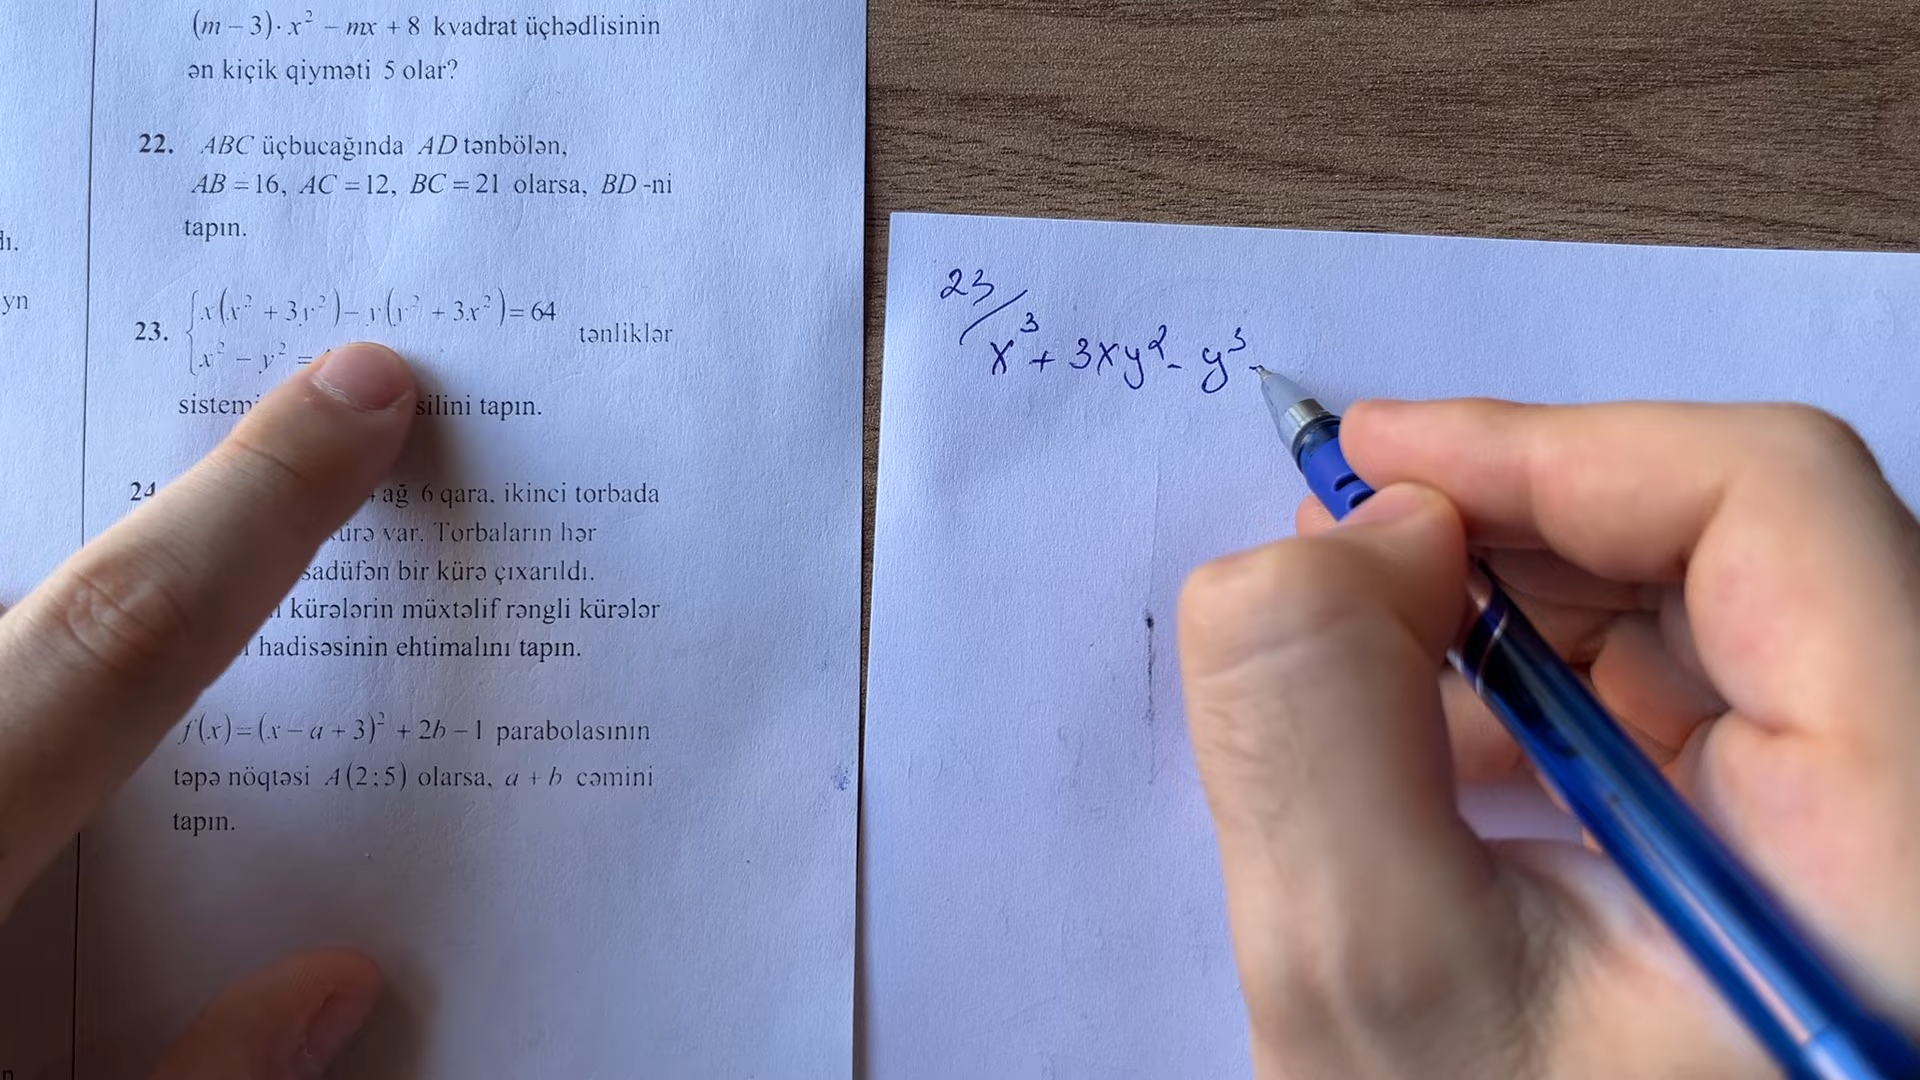 (m − 3)· x² − mx + 8 kvadrat üçhədlisinin
ən kiçik qiyməti 5 olar?
22. ABC üçbucağında AD tənbölən,
AB = 16, AC = 12, BC = 21 olarsa, BD -ni
tapın.
23. x(x² + 3y²) − y(y² + 3x²) = 64
x² − y² =
tənliklər
silini tapın.
24
ağ 6 qara, ikinci torbada
var. Torbaların hər
bir kürə çıxarıldı.
kürələrin müxtəlif rəngli kürələr
hadisəsinin ehtimalını tapın.
f(x) = (x − a + 3)² + 2b − 1 parabolasının
təpə nöqtəsi A(2;5) olarsa, a + b cəmini
tapın.
yn
23/
x³ + 3xy² - y³ -